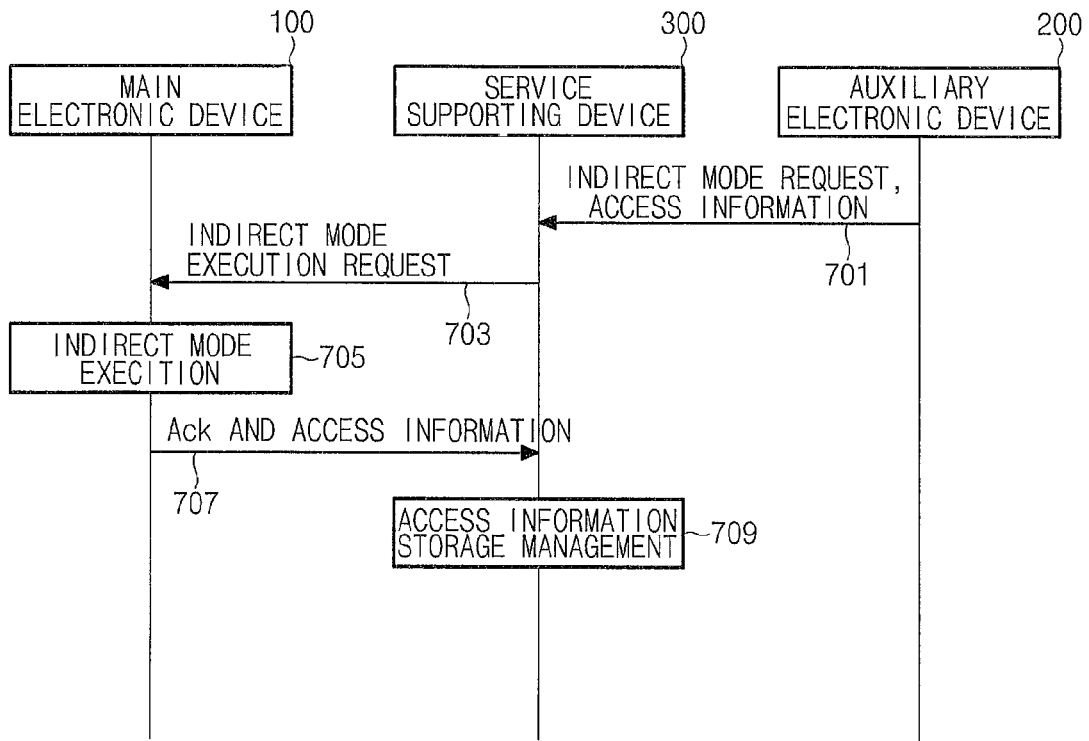 100
300
200
MAIN
ELECTRONIC DEVICE
SERVICE
SUPPORTING DEVICE
AUXILIARY
ELECTRONIC DEVICE
INDIRECT MODE REQUEST,
ACCESS INFORMATION
701
INDIRECT MODE
EXECUTION REQUEST
703
INDIRECT MODE
EXECITION
705
Ack AND ACCESS INFORMATION
707
ACCESS INFORMATION
STORAGE MANAGEMENT
709